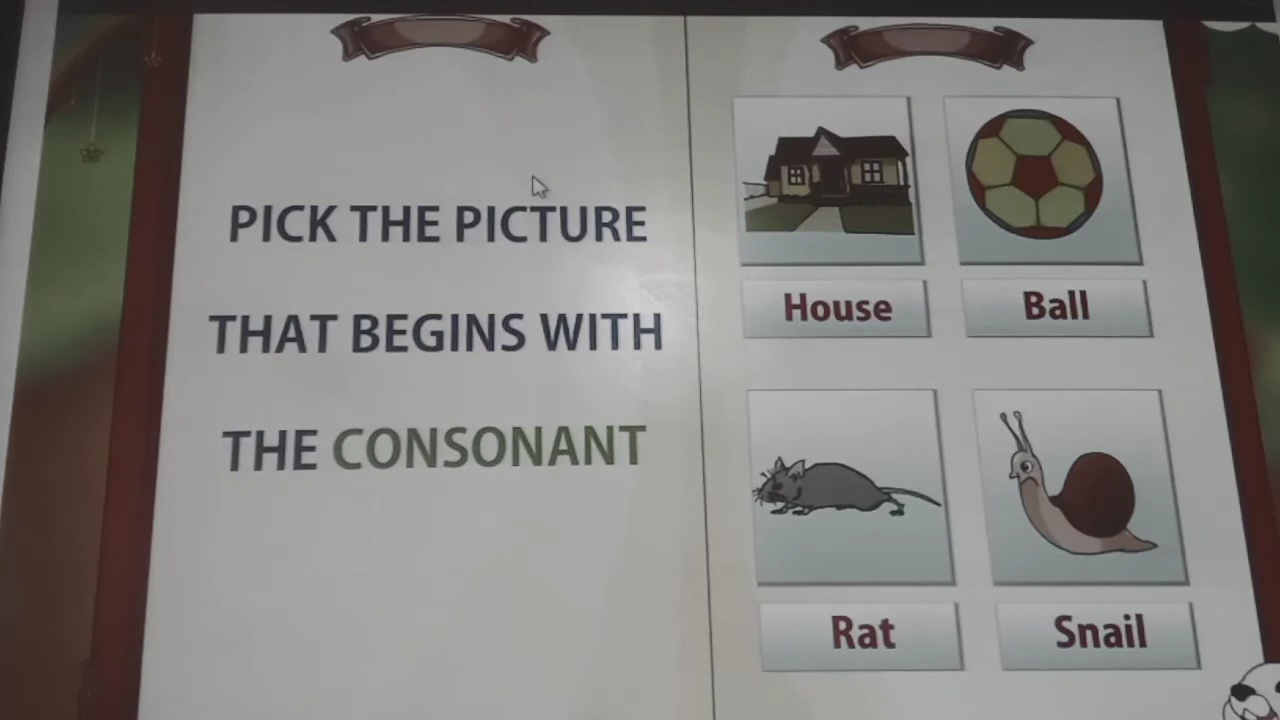 PICK THE PICTURE
THAT BEGINS WITH
THE CONSONANT
House
Ball
Rat
Snail